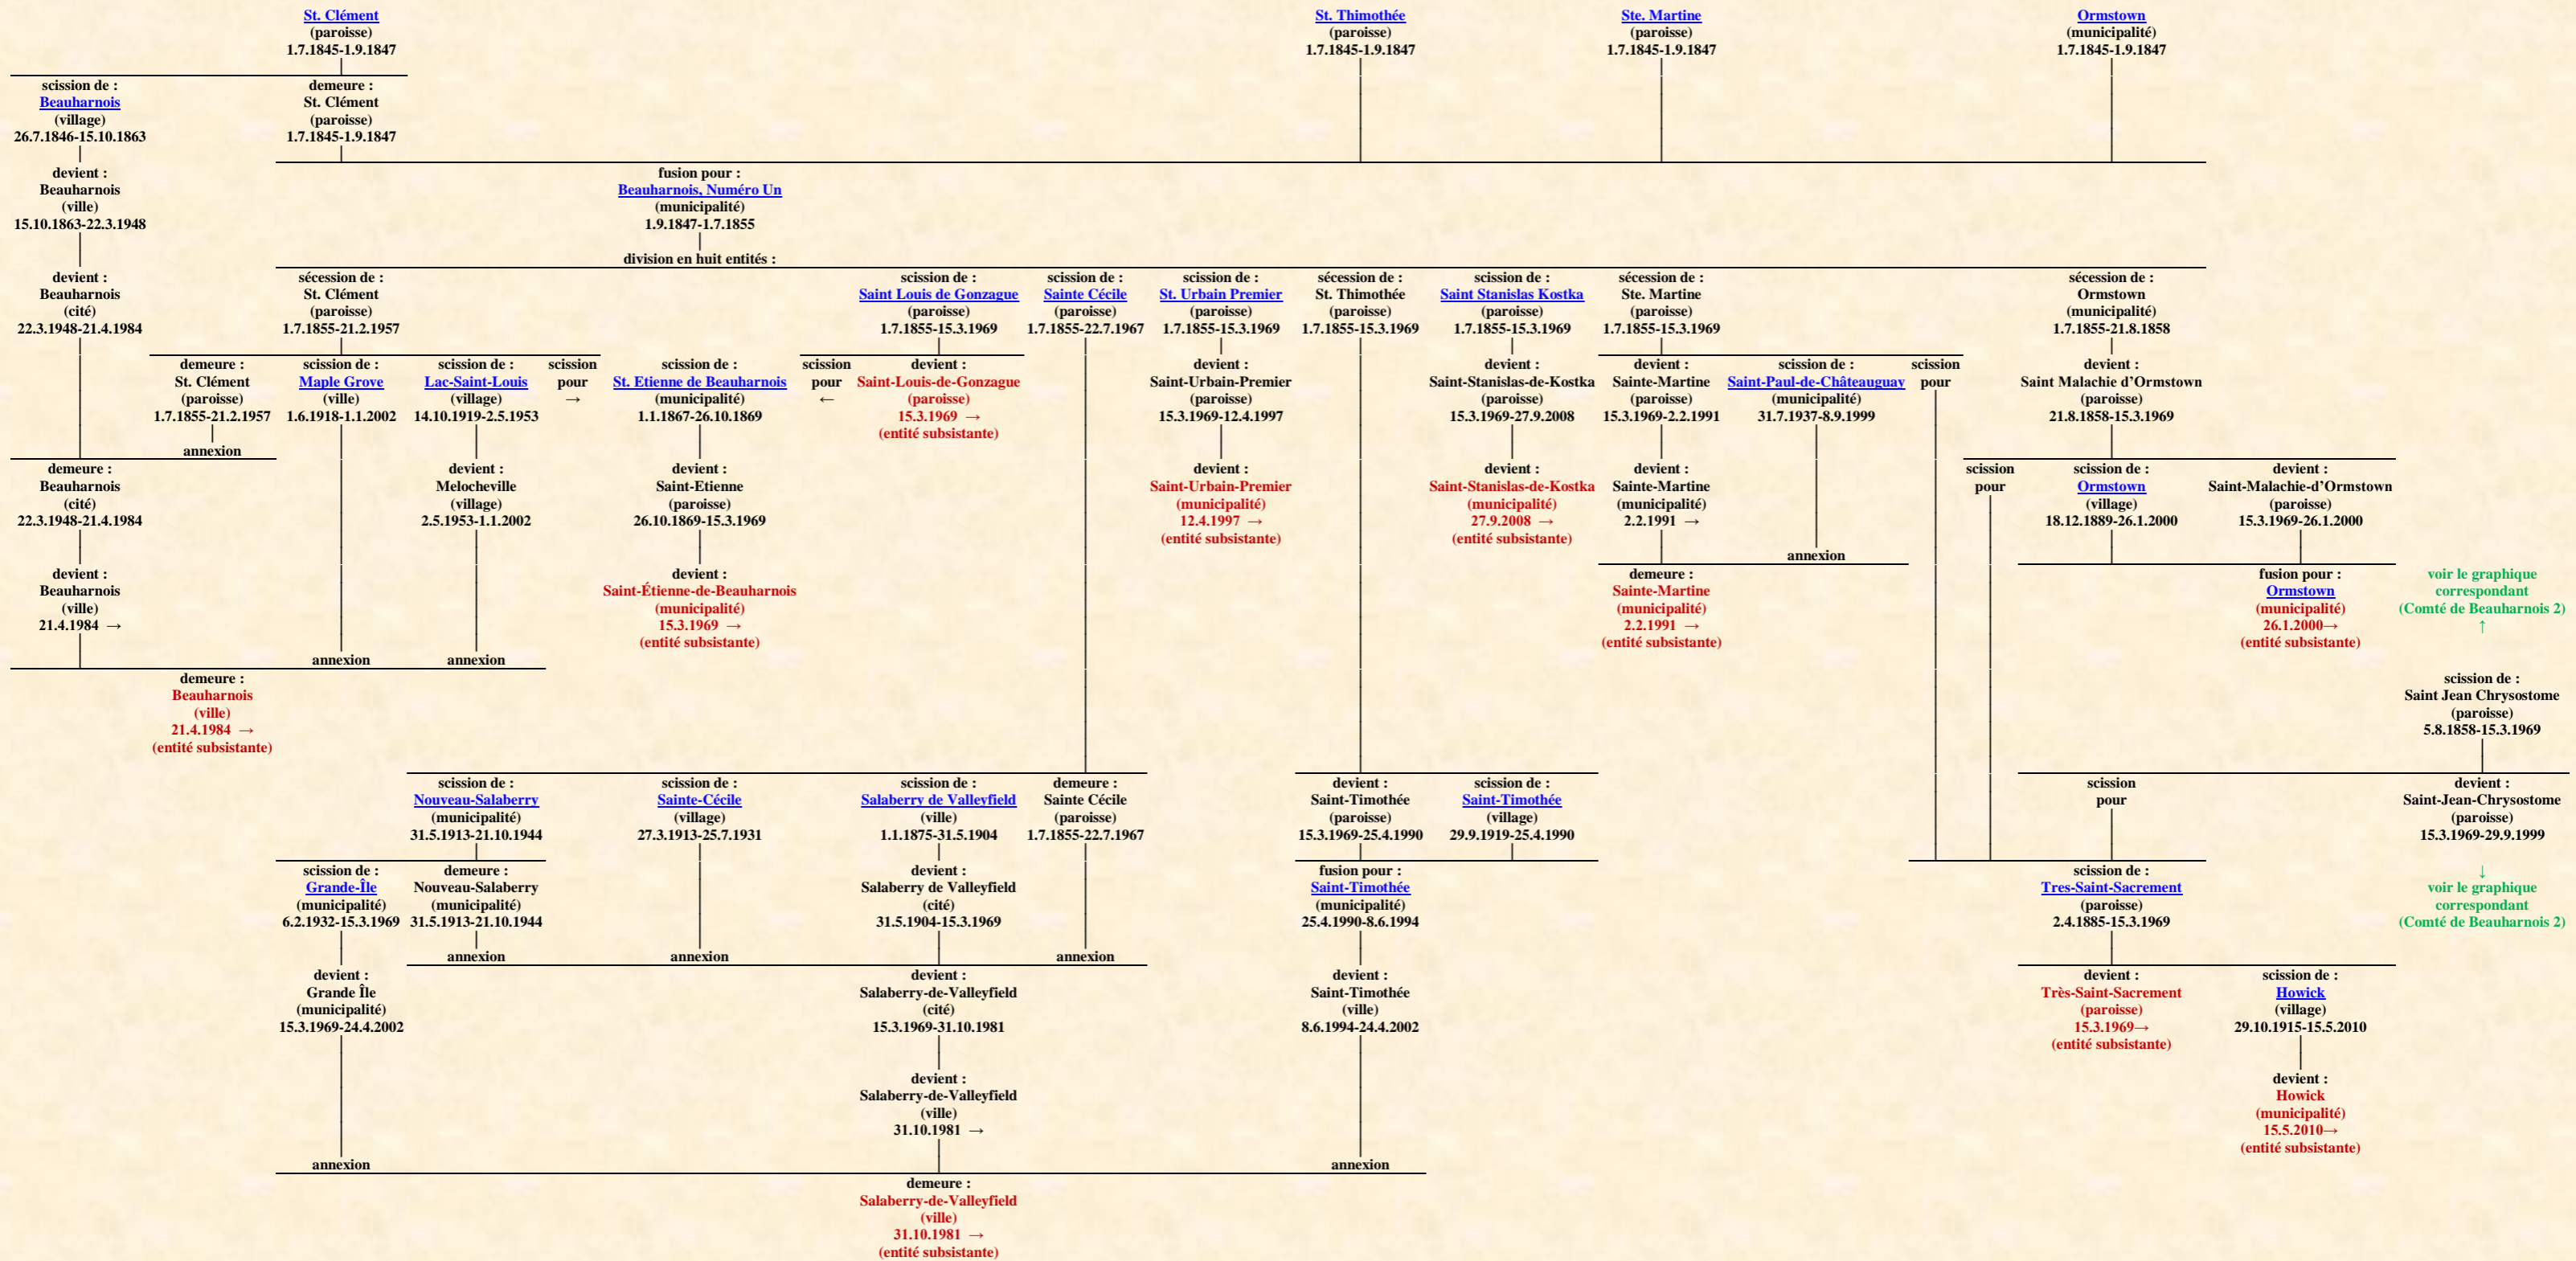 St. Clément
(paroisse)
1.7.1845-1.9.1847
St. Thimothée
(paroisse)
1.7.1845-1.9.1847
Ste. Martine
(paroisse)
1.7.1845-1.9.1847
Ormstown
(municipalité)
1.7.1845-1.9.1847
scission de :
Beauharnois
(village)
26.7.1846-15.10.1863
demeure :
St. Clément
(paroisse)
1.7.1845-1.9.1847
devient :
Beauharnois
(ville)
15.10.1863-22.3.1948
fusion pour :
Beauharnois, Numéro Un
(municipalité)
1.9.1847-1.7.1855
division en huit entités :
devient :
Beauharnois
(cité)
22.3.1948-21.4.1984
sécession de :
St. Clément
(paroisse)
1.7.1855-21.2.1957
scission de :
Saint Louis de Gonzague
(paroisse)
1.7.1855-15.3.1969
scission de :
Sainte Cécile
(paroisse)
1.7.1855-22.7.1967
scission de :
St. Urbain Premier
(paroisse)
1.7.1855-15.3.1969
sécession de :
St. Thimothée
(paroisse)
1.7.1855-15.3.1969
scission de :
Saint Stanislas Kostka
(paroisse)
1.7.1855-15.3.1969
sécession de :
Ste. Martine
(paroisse)
1.7.1855-15.3.1969
sécession de :
Ormstown
(municipalité)
1.7.1855-21.8.1858
demeure :
St. Clément
(paroisse)
1.7.1855-21.2.1957
annexion
scission de :
Maple Grove
(ville)
1.6.1918-1.1.2002
scission de :
Lac-Saint-Louis
(village)
14.10.1919-2.5.1953
scission
pour
→
scission de :
St. Etienne de Beauharnois
(municipalité)
1.1.1867-26.10.1869
scission
pour
←
devient :
Saint-Louis-de-Gonzague
(paroisse)
15.3.1969 →
(entité subsistante)
devient :
Saint-Urbain-Premier
(paroisse)
15.3.1969-12.4.1997
devient :
Saint-Stanislas-de-Kostka
(paroisse)
15.3.1969-27.9.2008
devient :
Sainte-Martine
(paroisse)
15.3.1969-2.2.1991
scission de :
Saint-Paul-de-Châteauguay
(municipalité)
31.7.1937-8.9.1999
scission
pour
devient :
Saint Malachie d’Ormstown
(paroisse)
21.8.1858-15.3.1969
demeure :
Beauharnois
(cité)
22.3.1948-21.4.1984
devient :
Melocheville
(village)
2.5.1953-1.1.2002
devient :
Saint-Etienne
(paroisse)
26.10.1869-15.3.1969
devient :
Saint-Urbain-Premier
(municipalité)
12.4.1997 →
(entité subsistante)
devient :
Saint-Stanislas-de-Kostka
(municipalité)
27.9.2008 →
(entité subsistante)
devient :
Sainte-Martine
(municipalité)
2.2.1991 →
annexion
scission
pour
scission de :
Ormstown
(village)
18.12.1889-26.1.2000
devient :
Saint-Malachie-d’Ormstown
(paroisse)
15.3.1969-26.1.2000
devient :
Beauharnois
(ville)
21.4.1984 →
annexion
annexion
devient :
Saint-Étienne-de-Beauharnois
(municipalité)
15.3.1969 →
(entité subsistante)
demeure :
Sainte-Martine
(municipalité)
2.2.1991 →
(entité subsistante)
fusion pour :
Ormstown
(municipalité)
26.1.2000→
(entité subsistante)
voir le graphique
correspondant
(Comté de Beauharnois 2)
↑
demeure :
Beauharnois
(ville)
21.4.1984 →
(entité subsistante)
scission de :
Saint Jean Chrysostome
(paroisse)
5.8.1858-15.3.1969
scission de :
Nouveau-Salaberry
(municipalité)
31.5.1913-21.10.1944
scission de :
Sainte-Cécile
(village)
27.3.1913-25.7.1931
scission de :
Salaberry de Valleyfield
(ville)
1.1.1875-31.5.1904
demeure :
Sainte Cécile
(paroisse)
1.7.1855-22.7.1967
devient :
Saint-Timothée
(paroisse)
15.3.1969-25.4.1990
scission de :
Saint-Timothée
(village)
29.9.1919-25.4.1990
scission
pour
devient :
Saint-Jean-Chrysostome
(paroisse)
15.3.1969-29.9.1999
scission de :
Grande-Île
(municipalité)
6.2.1932-15.3.1969
demeure :
Nouveau-Salaberry
(municipalité)
31.5.1913-21.10.1944
annexion
annexion
devient :
Salaberry de Valleyfield
(cité)
31.5.1904-15.3.1969
annexion
fusion pour :
Saint-Timothée
(municipalité)
25.4.1990-8.6.1994
scission de :
Tres-Saint-Sacrement
(paroisse)
2.4.1885-15.3.1969
↓
voir le graphique
correspondant
(Comté de Beauharnois 2)
devient :
Grande Île
(municipalité)
15.3.1969-24.4.2002
devient :
Salaberry-de-Valleyfield
(cité)
15.3.1969-31.10.1981
devient :
Saint-Timothée
(ville)
8.6.1994-24.4.2002
devient :
Très-Saint-Sacrement
(paroisse)
15.3.1969→
(entité subsistante)
scission de :
Howick
(village)
29.10.1915-15.5.2010
devient :
Salaberry-de-Valleyfield
(ville)
31.10.1981 →
devient :
Howick
(municipalité)
15.5.2010→
(entité subsistante)
annexion
annexion
demeure :
Salaberry-de-Valleyfield
(ville)
31.10.1981 →
(entité subsistante)